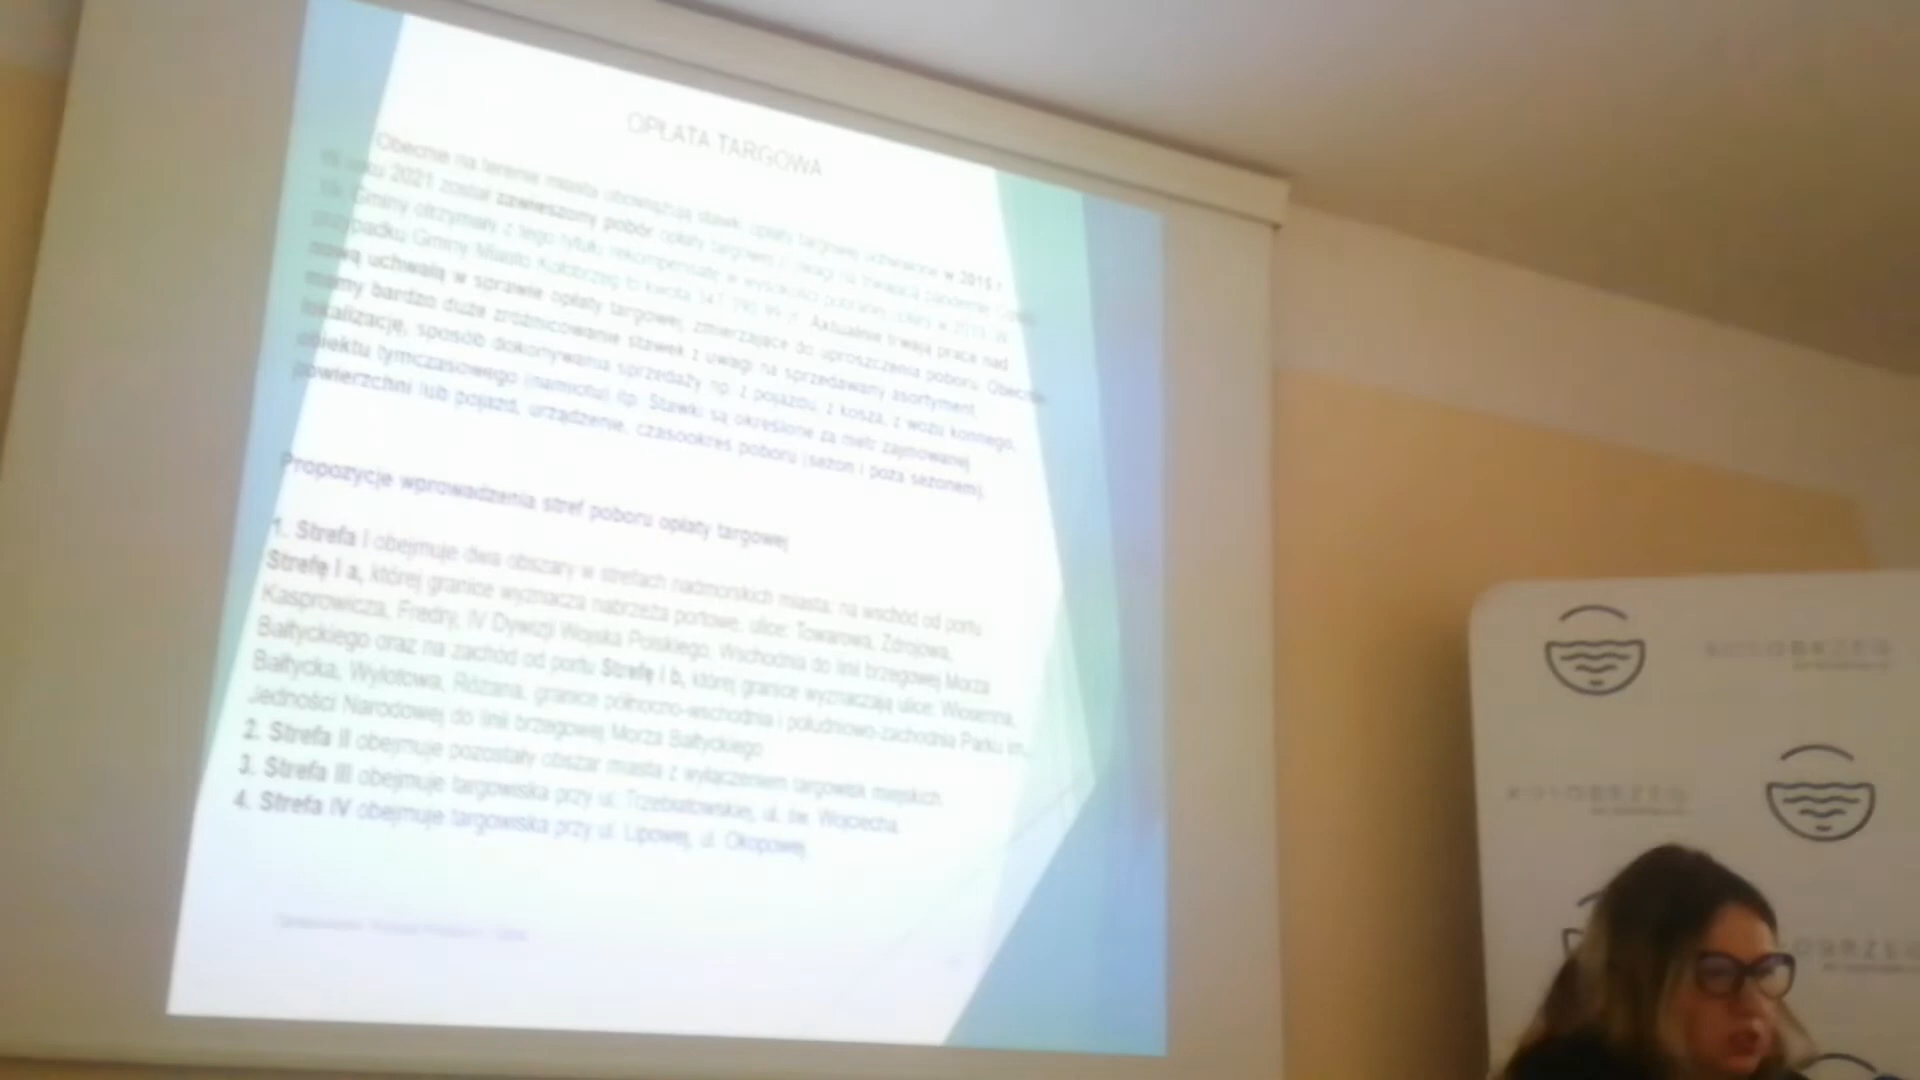 OPŁATA TARGOWA
Obecnie na terenie miasta obowiązują stawki opłaty targowej uchwalone w 2015 r.
W roku 2021 został zawieszony pobór opłaty targowej z uwagi na trwającą pandemię
Gminy otrzymały z tego tytułu rekompensatę w wysokości pobranej opłaty w 2019. W
przypadku Gminy Miasto Kołobrzeg to kwota Aktualnie trwają prace nad
nową uchwałą w sprawie opłaty targowej, zmierzające do uproszczenia poboru. Obecnie
mamy bardzo duże zróżnicowanie stawek z uwagi na sprzedawany asortyment,
lokalizację, sposób dokonywania sprzedaży np. z pojazdu, z kosza, z wozu konnego,
obiektu tymczasowego (namiotu) itp. Stawki są określone za metr zajmowanej
powierzchni lub pojazd, urządzenie, czasookres poboru (sezon i poza sezonem).
Propozycje wprowadzenia stref poboru opłaty targowej
1. Strefa I obejmuje dwa obszary w strefach nadmorskich miasta: na wschód od portu
Strefę I a, której granice wyznacza nabrzeża portowe, ulice: Towarowa, Zdrojowa,
Kasprowicza, Fredry, IV Dywizji Wojska Polskiego, Wschodnia do linii brzegowej Morza
Bałtyckiego oraz na zachód od portu Strefę I b, której granice wyznaczają ulice: Wiosenna,
Bałtycka, Wylotowa, Różana, granice północno-wschodnia i południowo-zachodnia Parku im.
Jedności Narodowej do linii brzegowej Morza Bałtyckiego
2. Strefa II obejmuje pozostały obszar miasta z wyłączeniem targowisk miejskich.
3. Strefa III obejmuje targowiska przy ul. Trzebiatowskiej, ul. św. Wojciecha.
4. Strefa IV obejmuje targowiska przy ul. Lipowej, ul. Okopowej
KOŁOBRZEG
KOŁOBRZEG